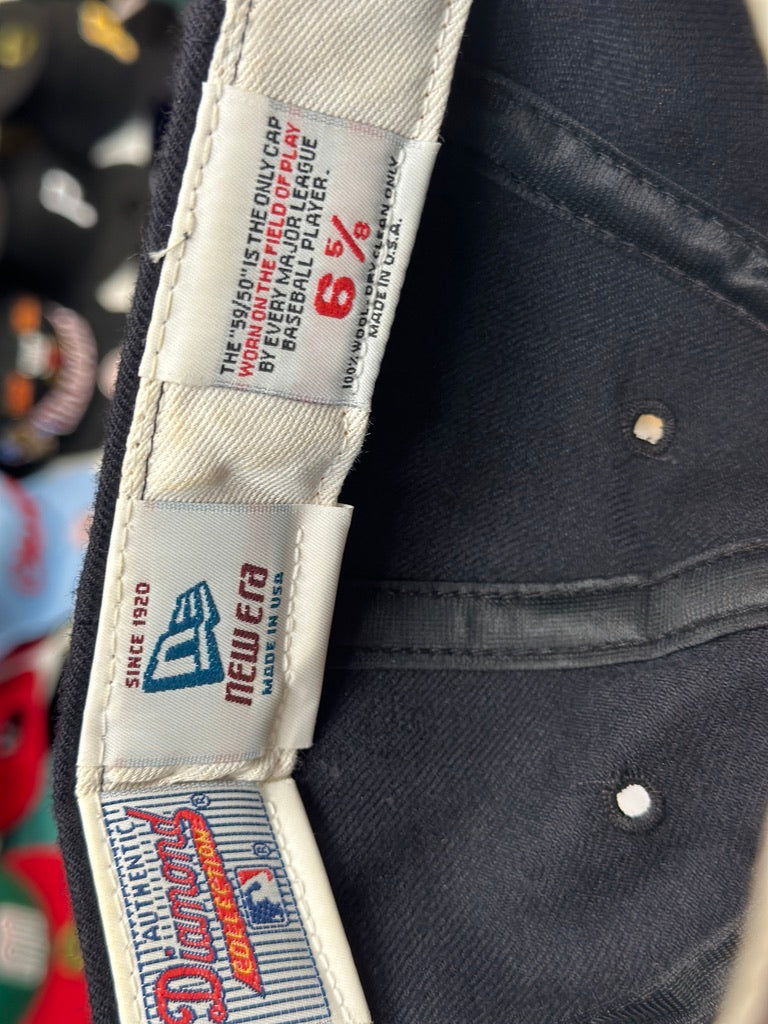 THE "59/50" IS THE ONLY CAP
WORN ON THE FIELD OF PLAY
BY EVERY MAJOR LEAGUE
BASEBALL PLAYER.
6 5/8
100% WOOL • DRY CLEAN ONLY
MADE IN U.S.A.
SINCE 1920
NEW ERA
MADE IN USA
AUTHENTIC
Diamond®
COLLECTION
®